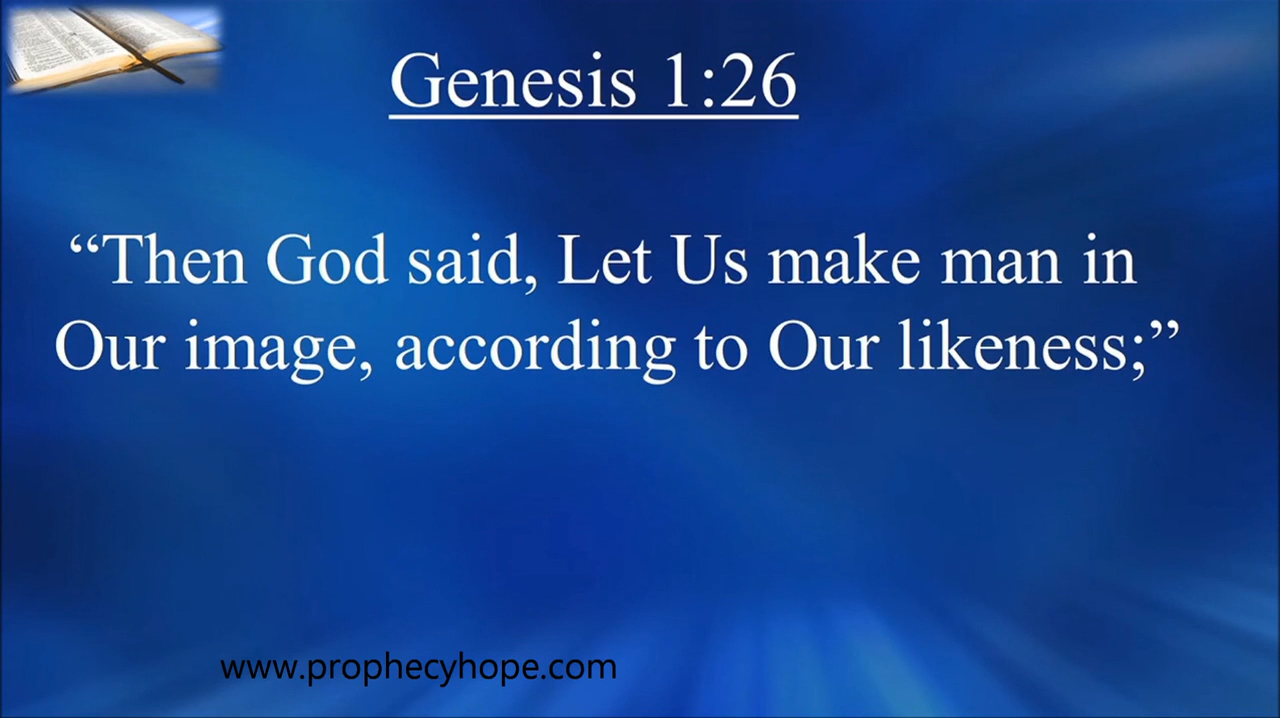 Genesis 1:26
“Then God said, Let Us make man in
Our image, according to Our likeness;”
www.prophecyhope.com